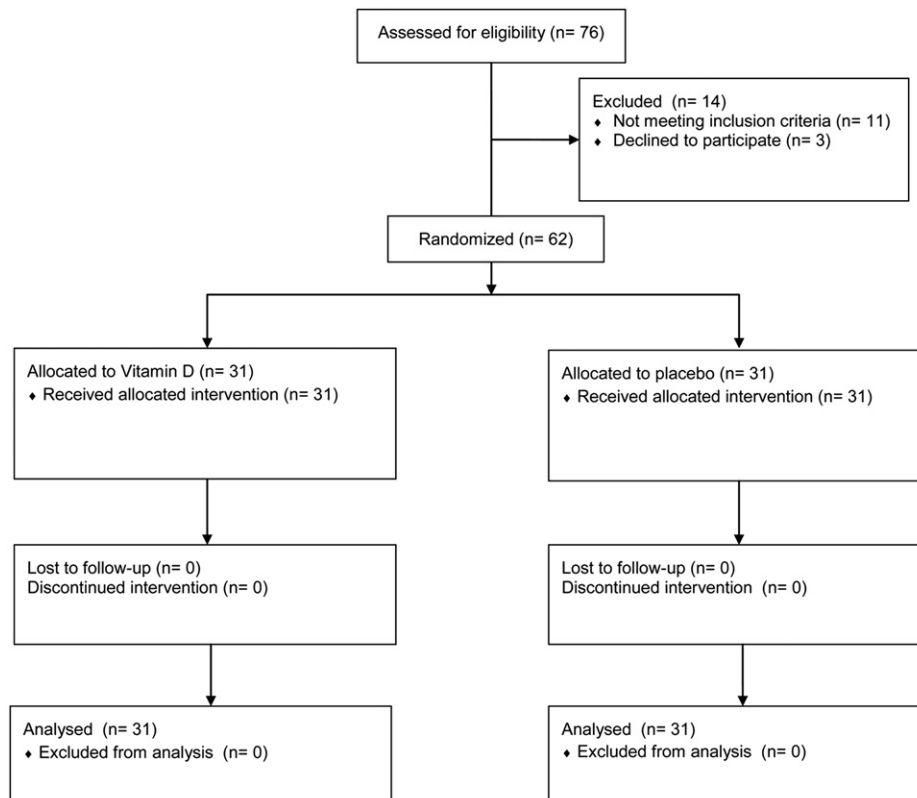 Assessed for eligibility (n= 76)
Excluded (n= 14)
♦ Not meeting inclusion criteria (n= 11)
♦ Declined to participate (n= 3)
Randomized (n= 62)
Allocated to Vitamin D (n= 31)
♦ Received allocated intervention (n= 31)
Allocated to placebo (n= 31)
♦ Received allocated intervention (n= 31)
Lost to follow-up (n= 0)
Discontinued intervention (n= 0)
Lost to follow-up (n= 0)
Discontinued intervention (n= 0)
Analysed (n= 31)
♦ Excluded from analysis (n= 0)
Analysed (n= 31)
♦ Excluded from analysis (n= 0)